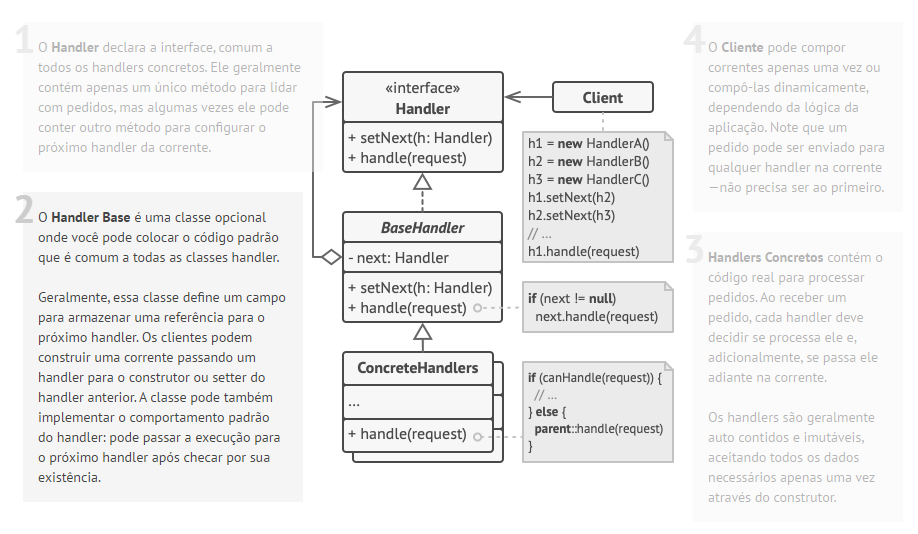 1
O Handler declara a interface, comum a
todos os handlers concretos. Ele geralmente
contém apenas um único método para lidar
com pedidos, mas algumas vezes ele pode
conter outro método para configurar o
próximo handler da corrente.
2
O Handler Base é uma classe opcional
onde você pode colocar o código padrão
que é comum a todas as classes handler.
Geralmente, essa classe define um campo
para armazenar uma referência para o
próximo handler. Os clientes podem
construir uma corrente passando um
handler para o construtor ou setter do
handler anterior. A classe pode também
implementar o comportamento padrão
do handler: pode passar a execução para
o próximo handler após checar por sua
existência.
«interface»
Handler
+ setNext(h: Handler)
+ handle(request)
BaseHandler
- next: Handler
+ setNext(h: Handler)
+ handle(request)
ConcreteHandlers
...
+ handle(request)
Client
h1 = new HandlerA()
h2 = new HandlerB()
h3 = new HandlerC()
h1.setNext(h2)
h2.setNext(h3)
// ...
h1.handle(request)
if (next != null)
next.handle(request)
if (canHandle(request)) {
// ...
} else {
parent::handle(request)
}
4
O Cliente pode compor
correntes apenas uma vez ou
compô-las dinamicamente,
dependendo da lógica da
aplicação. Note que um
pedido pode ser enviado para
qualquer handler na corrente
—não precisa ser ao primeiro.
3
Handlers Concretos contém o
código real para processar
pedidos. Ao receber um
pedido, cada handler deve
decidir se processa ele e,
adicionalmente, se passa ele
adiante na corrente.
Os handlers são geralmente
auto contidos e imutáveis,
aceitando todos os dados
necessários apenas uma vez
através do construtor.